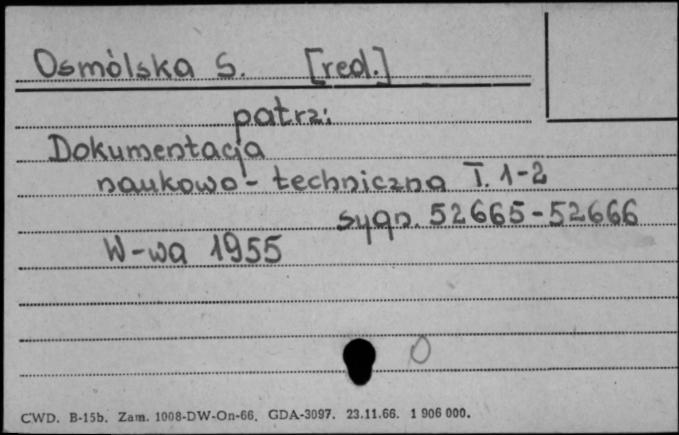 Osmólska S. [red.]
patrz:
Dokumentacja
naukowo-techniczna T. 1-2
sygn. 52665-52666
W-wa 1955
0
CWD. B-15b. Zam. 1008-DW-On-66. GDA-3097. 23.11.66. 1 906 000.